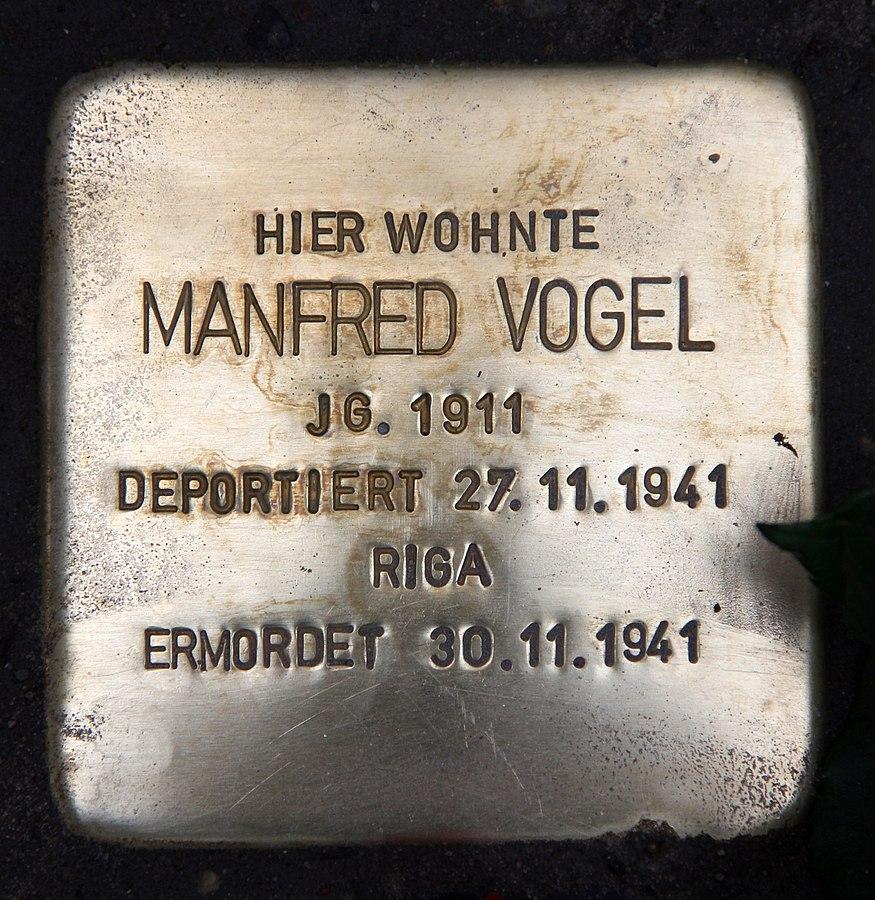 HIER WOHNTE
MANFRED VOGEL
JG. 1911
DEPORTIERT 27.11.1941
RIGA
ERMORDET 30.11.1941